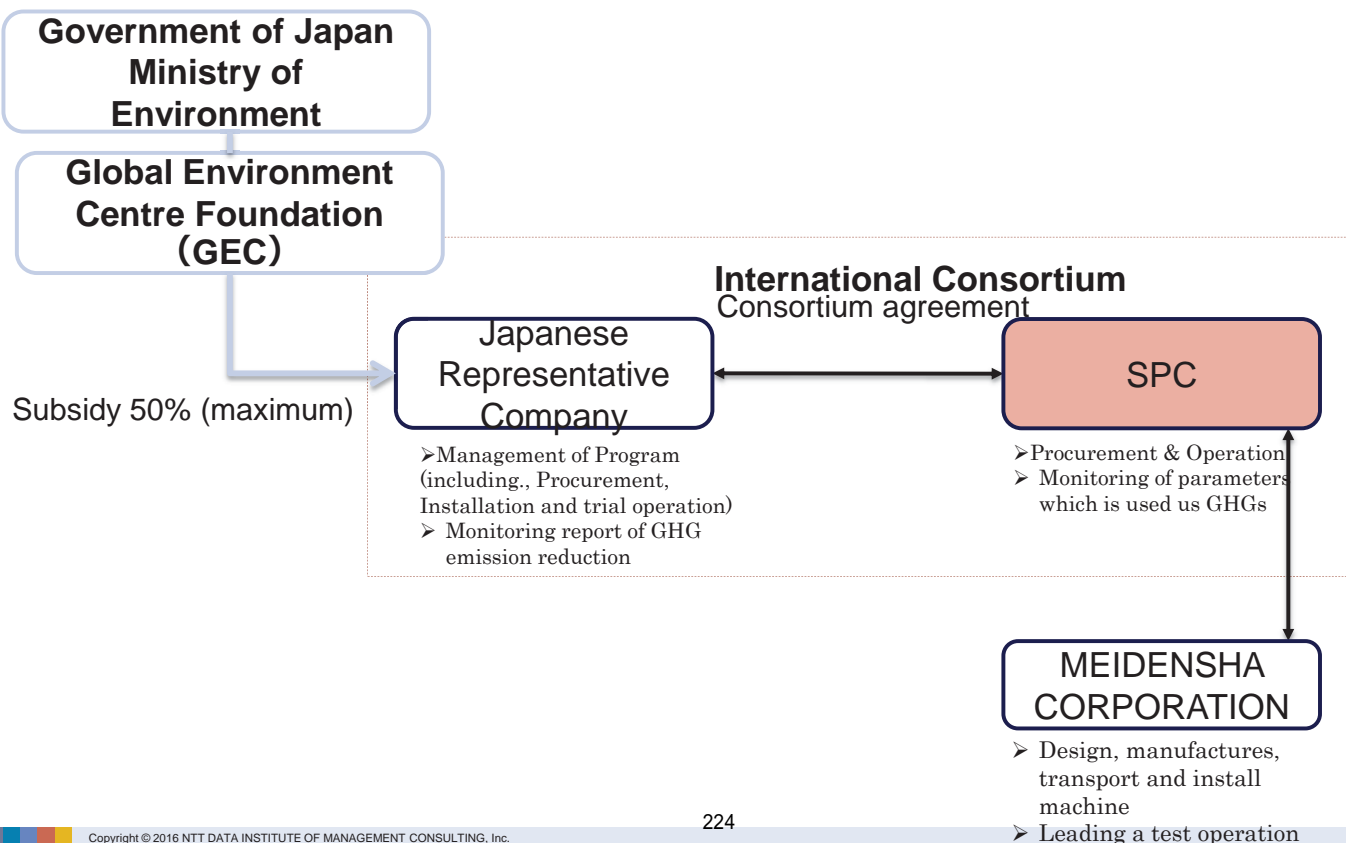 Government of Japan
Ministry of
Environment
Global Environment
Centre Foundation
（GEC）
International Consortium
Consortium agreement
Japanese
Representative
Company
SPC
Subsidy 50% (maximum)
➢Management of Program
(including., Procurement,
Installation and trial operation)
➢ Monitoring report of GHG
emission reduction
➢Procurement & Operation
➢ Monitoring of parameters
which is used us GHGs
MEIDENSHA
CORPORATION
➢ Design, manufactures,
transport and install
machine
➢ Leading a test operation
224
Copyright © 2016 NTT DATA INSTITUTE OF MANAGEMENT CONSULTING, Inc.